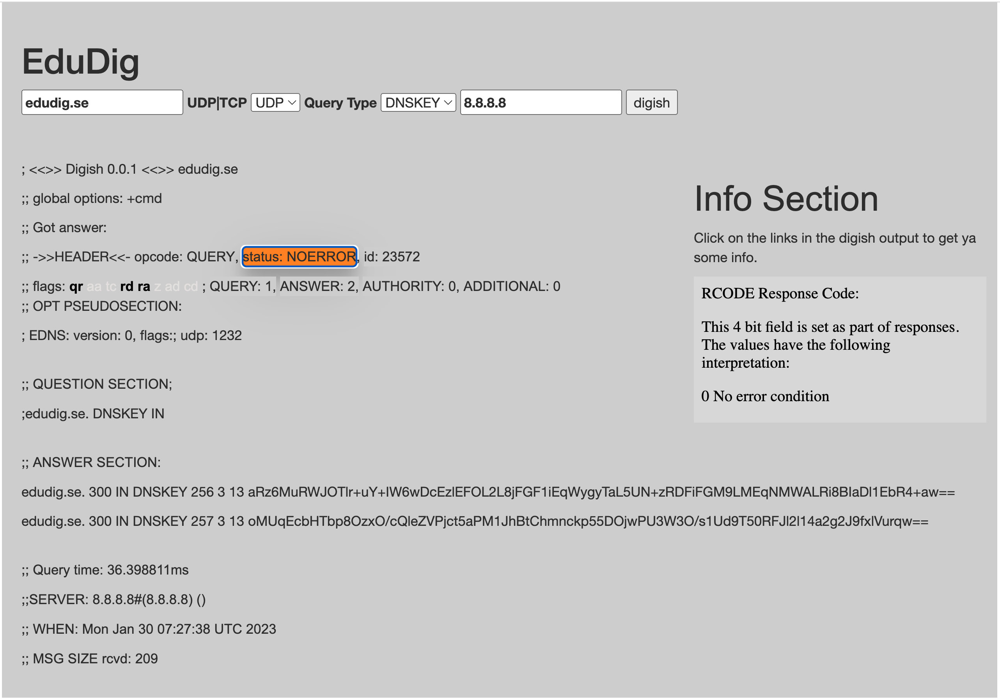 EduDig
edudig.se UDP|TCP UDP Query Type DNSKEY 8.8.8.8 digish
; <<>> Digish 0.0.1 <<>> edudig.se
;; global options: +cmd
;; Got answer:
;; ->>HEADER<<- opcode: QUERY, status: NOERROR, id: 23572
;; flags: qr aa tc rd ra z ad cd ; QUERY: 1, ANSWER: 2, AUTHORITY: 0, ADDITIONAL: 0
;; OPT PSEUDOSECTION:
; EDNS: version: 0, flags:; udp: 1232
;; QUESTION SECTION;
;edudig.se. DNSKEY IN
;; ANSWER SECTION:
edudig.se. 300 IN DNSKEY 256 3 13 aRz6MuRWJOTlr+uY+IW6wDcEzlEFOL2L8jFGF1iEqWygyTaL5UN+zRDFiFGM9LMEqNMWALRi8BIaDl1EbR4+aw==
edudig.se. 300 IN DNSKEY 257 3 13 oMUqEcbHTbp8OzxO/cQleZVPjct5aPM1JhBtChmnckp55DOjwPU3W3O/s1Ud9T50RFJl2l14a2g2J9fxlVurqw==
;; Query time: 36.398811ms
;;SERVER: 8.8.8.8#(8.8.8.8) ()
;; WHEN: Mon Jan 30 07:27:38 UTC 2023
;; MSG SIZE rcvd: 209
Info Section
Click on the links in the digish output to get ya
some info.
RCODE Response Code:
This 4 bit field is set as part of responses.
The values have the following
interpretation:
0 No error condition